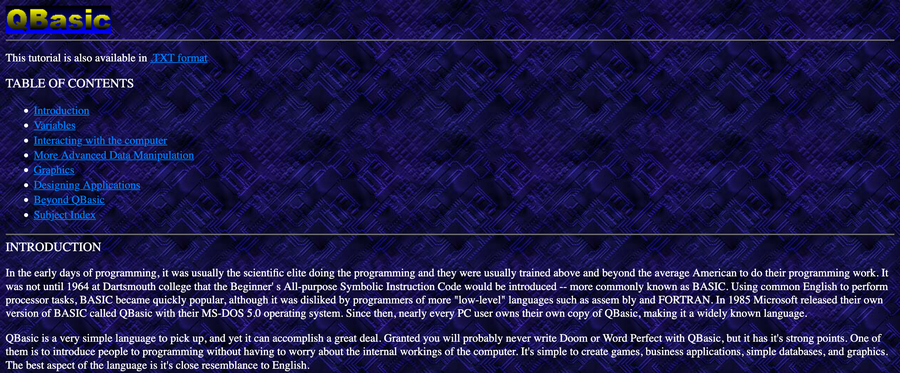 QBasic
This tutorial is also available in .TXT format
TABLE OF CONTENTS
Introduction
Variables
Interacting with the computer
More Advanced Data Manipulation
Graphics
Designing Applications
Beyond QBasic
Subject Index
INTRODUCTION
In the early days of programming, it was usually the scientific elite doing the programming and they were usually trained above and beyond the average American to do their programming work. It
was not until 1964 at Dartsmouth college that the Beginner' s All-purpose Symbolic Instruction Code would be introduced -- more commonly known as BASIC. Using common English to perform
processor tasks, BASIC became quickly popular, although it was disliked by programmers of more "low-level" languages such as assem bly and FORTRAN. In 1985 Microsoft released their own
version of BASIC called QBasic with their MS-DOS 5.0 operating system. Since then, nearly every PC user owns their own copy of QBasic, making it a widely known language.
QBasic is a very simple language to pick up, and yet it can accomplish a great deal. Granted you will probably never write Doom or Word Perfect with QBasic, but it has it's strong points. One of
them is to introduce people to programming without having to worry about the internal workings of the computer. It's simple to create games, business applications, simple databases, and graphics.
The best aspect of the language is it's close resemblance to English.